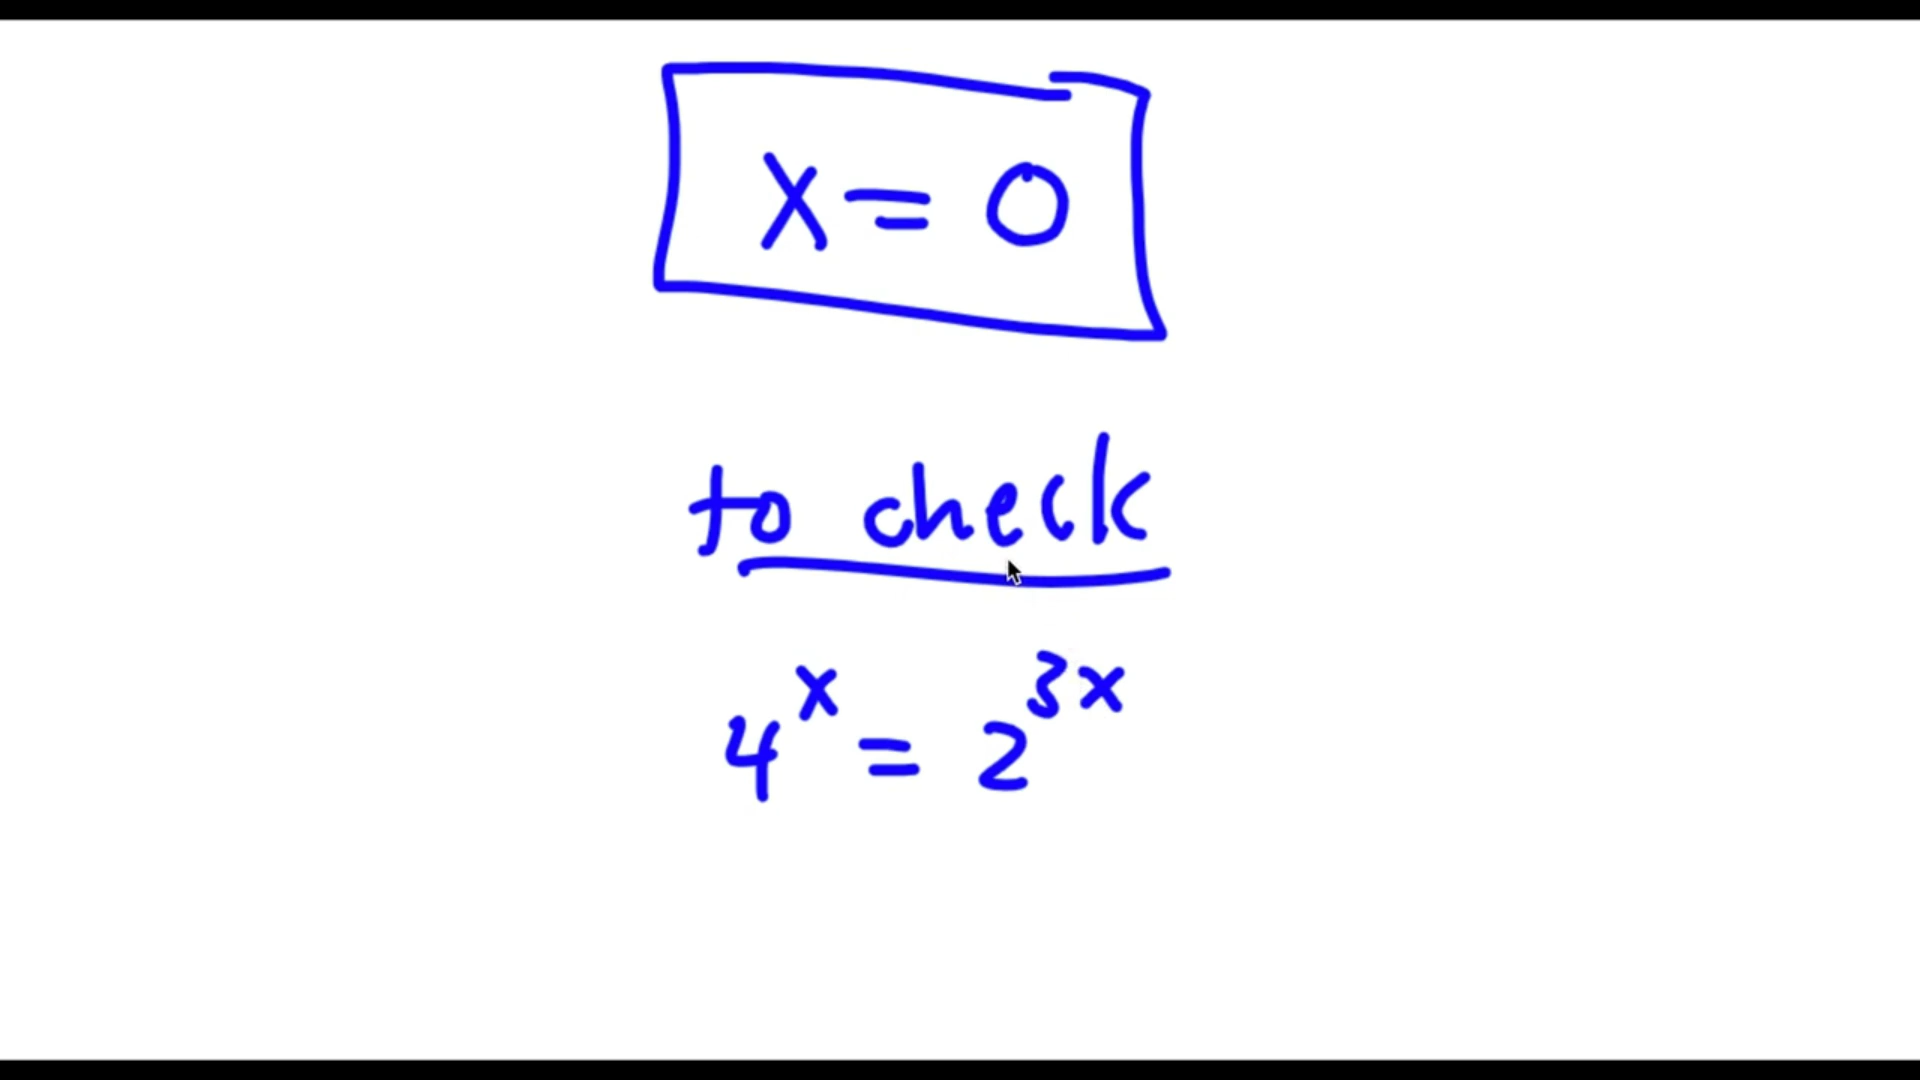 X = 0
to check
4^x = 2^3x